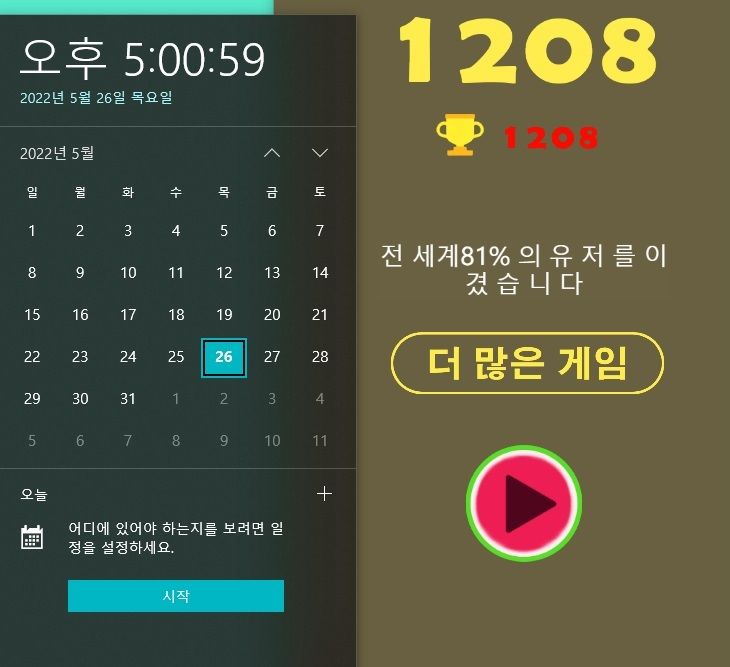 오후 5:00:59
2022년 5월 26일 목요일
2022년 5월
일 월 화 수 목 금 토
1 2 3 4 5 6 7
8 9 10 11 12 13 14
15 16 17 18 19 20 21
22 23 24 25 26 27 28
29 30 31 1 2 3 4
5 6 7 8 9 10 11
오늘
어디에 있어야 하는지를 보려면 일
정을 설정하세요.
시작
1208
1208
전 세계81% 의 유 저 를 이
겼 습 니 다
더 많은 게임